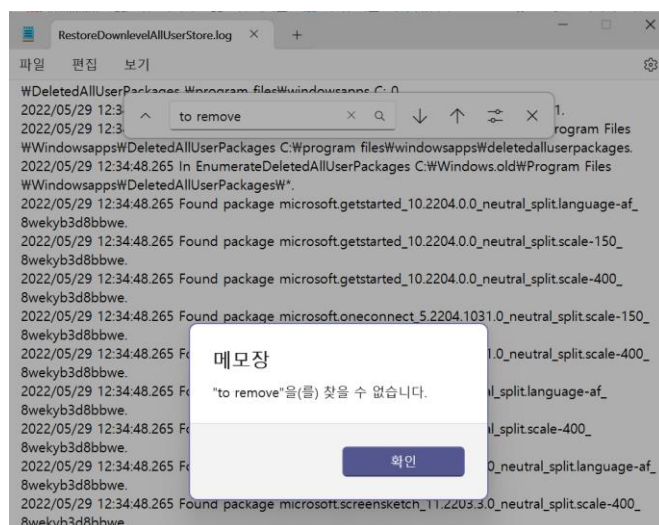 RestoreDownlevelAllUserStore.log
파일 편집 보기
₩DeletedAllUserPackages ₩program files₩windowsapps C: 0
2022/05/29 12:3
to remove
1.
2022/05/29 12:3
rogram Files
₩Windowsapps₩DeletedAllUserPackages C:₩program files₩windowsapps₩deletedalluserpackages.
2022/05/29 12:34:48.265 In EnumerateDeletedAllUserPackages C:₩Windows.old₩Program Files
₩Windowsapps₩DeletedAllUserPackages₩*.
2022/05/29 12:34:48.265 Found package microsoft.getstarted_10.2204.0.0_neutral_split.language-af_
8wekyb3d8bbwe.
2022/05/29 12:34:48.265 Found package microsoft.getstarted_10.2204.0.0_neutral_split.scale-150_
8wekyb3d8bbwe.
2022/05/29 12:34:48.265 Found package microsoft.getstarted_10.2204.0.0_neutral_split.scale-400_
8wekyb3d8bbwe.
2022/05/29 12:34:48.265 Found package microsoft.oneconnect_5.2204.1031.0_neutral_split.scale-150_
8wekyb3d8bbwe.
2022/05/29 12:34:48.265 Fo
1.0_neutral_split.scale-400_
8wekyb3d8bbwe.
메모장
2022/05/29 12:34:48.265 Fo
al_split.language-af_
8wekyb3d8bbwe.
"to remove"을(를) 찾을 수 없습니다.
2022/05/29 12:34:48.265 Fo
al_split.scale-400_
8wekyb3d8bbwe.
2022/05/29 12:34:48.265 Fo
0_neutral_split.language-af_
8wekyb3d8bbwe.
확인
2022/05/29 12:34:48.265 Found package microsoft.screensketch_11.2203.3.0_neutral_split.scale-400_
8wekyb3d8bbwe.